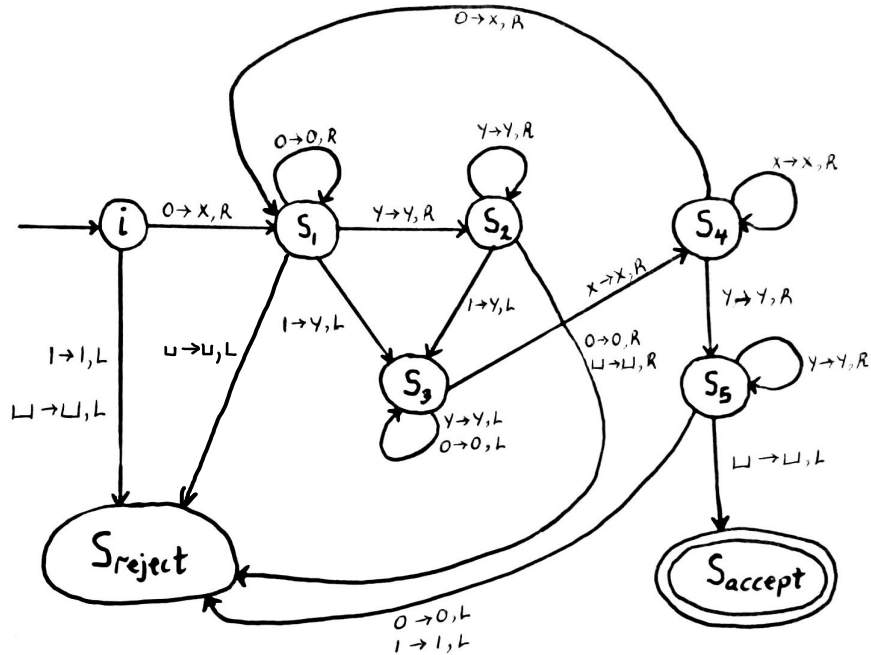 0→X, R
0→0, R
Y→Y, R
X→X, R
i
0→X, R
S₁
Y→Y, R
S₂
S₄
X→X, R
Y→Y, R
1→Y, L
1→Y, L
⊔→⊔, L
0→0, R
⊔→⊔, R
1→1, L
⊔→⊔, L
S₃
S₅
Y→Y, R
Y→Y, L
0→0, L
⊔→⊔, L
Sreject
Saccept
0→0, L
1→1, L